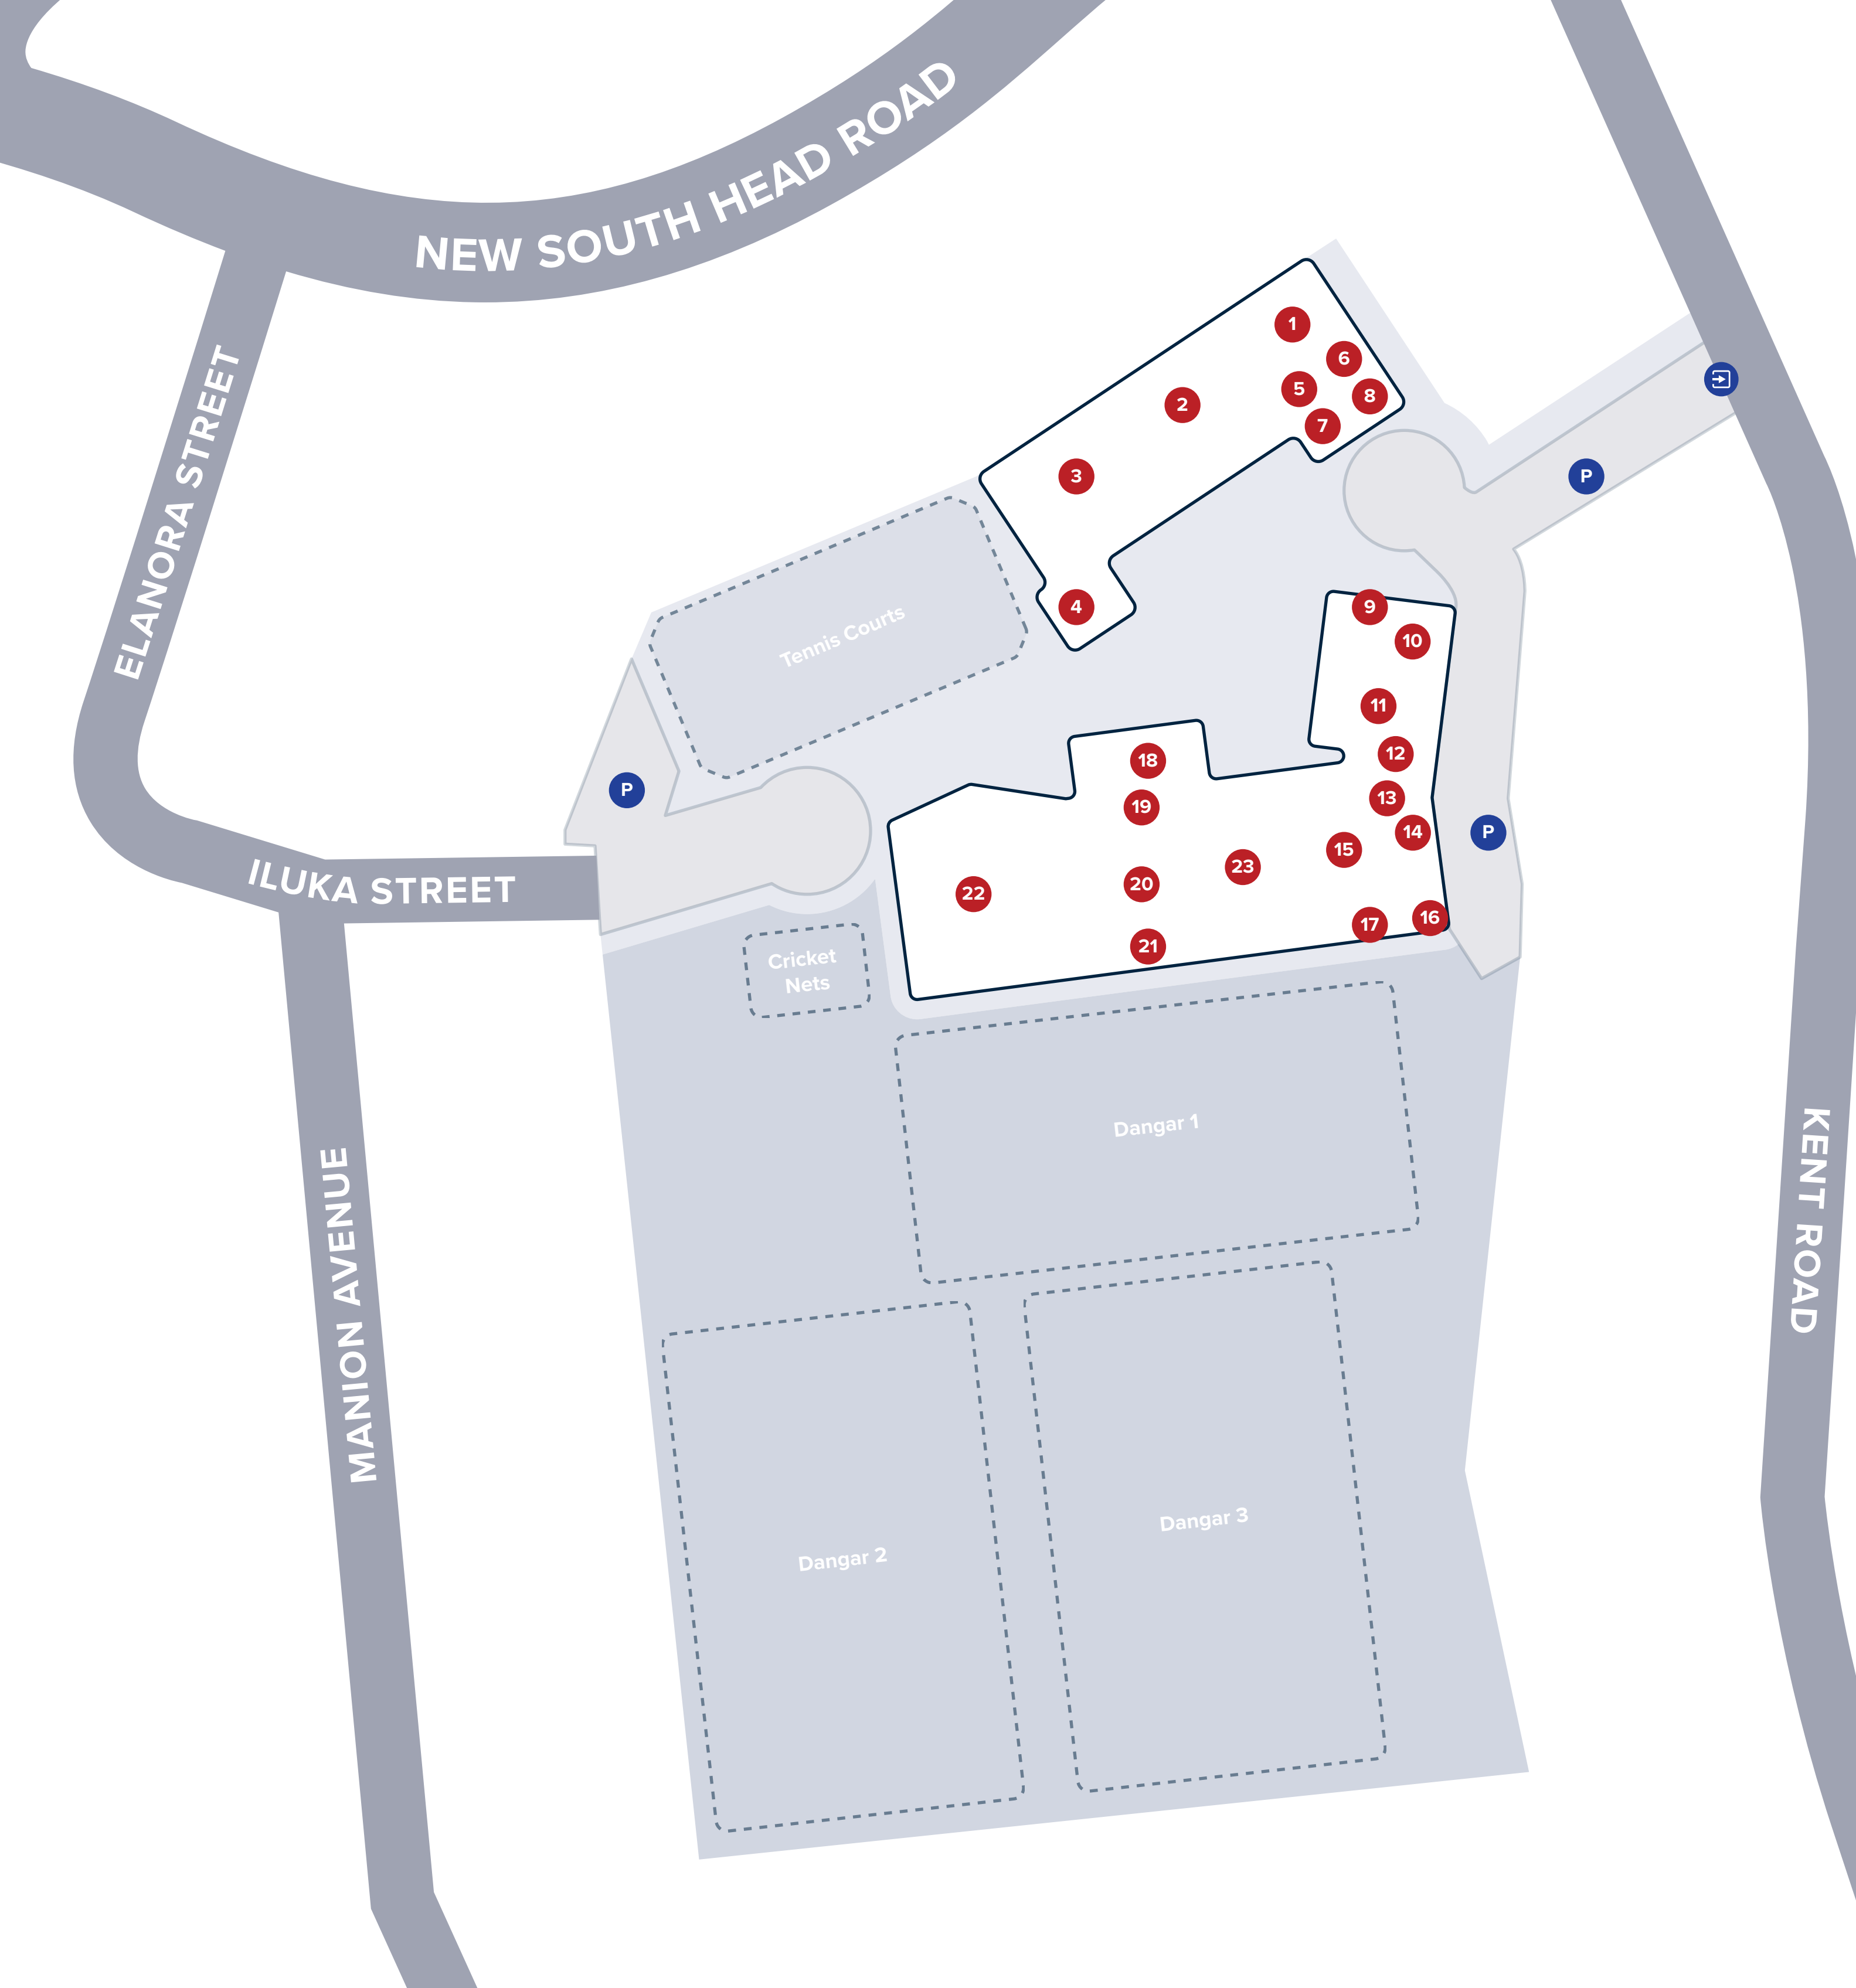 NEW SOUTH HEAD ROAD
1
6
ELANORA STREET
5
8
2
7
3
P
4
9
Tennis Courts
10
11
12
18
P
13
19
14
P
15
23
20
ILUKA STREET
22
16
17
21
Cricket
Nets
Dangar 1
KENT ROAD
MANION AVENUE
Dangar 3
Dangar 2